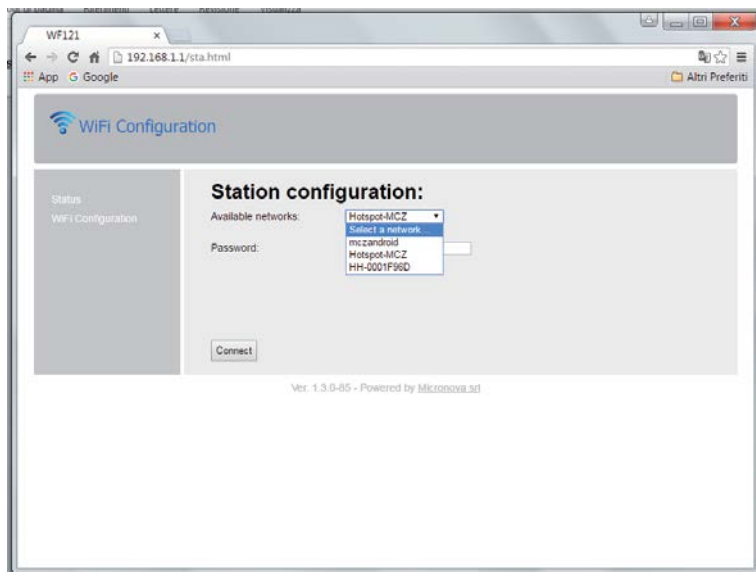 WF121
192.168.1.1/sta.html
App
Google
Altri Preferiti
WiFi Configuration
Status
WiFi Configuration
Station configuration:
Available networks:
Hotspot-MCZ
Select a network...
mczandroid
Hotspot-MCZ
HH-0001F96D
Password:
Connect
Ver. 1.3.0-85 - Powered by Micronova srl